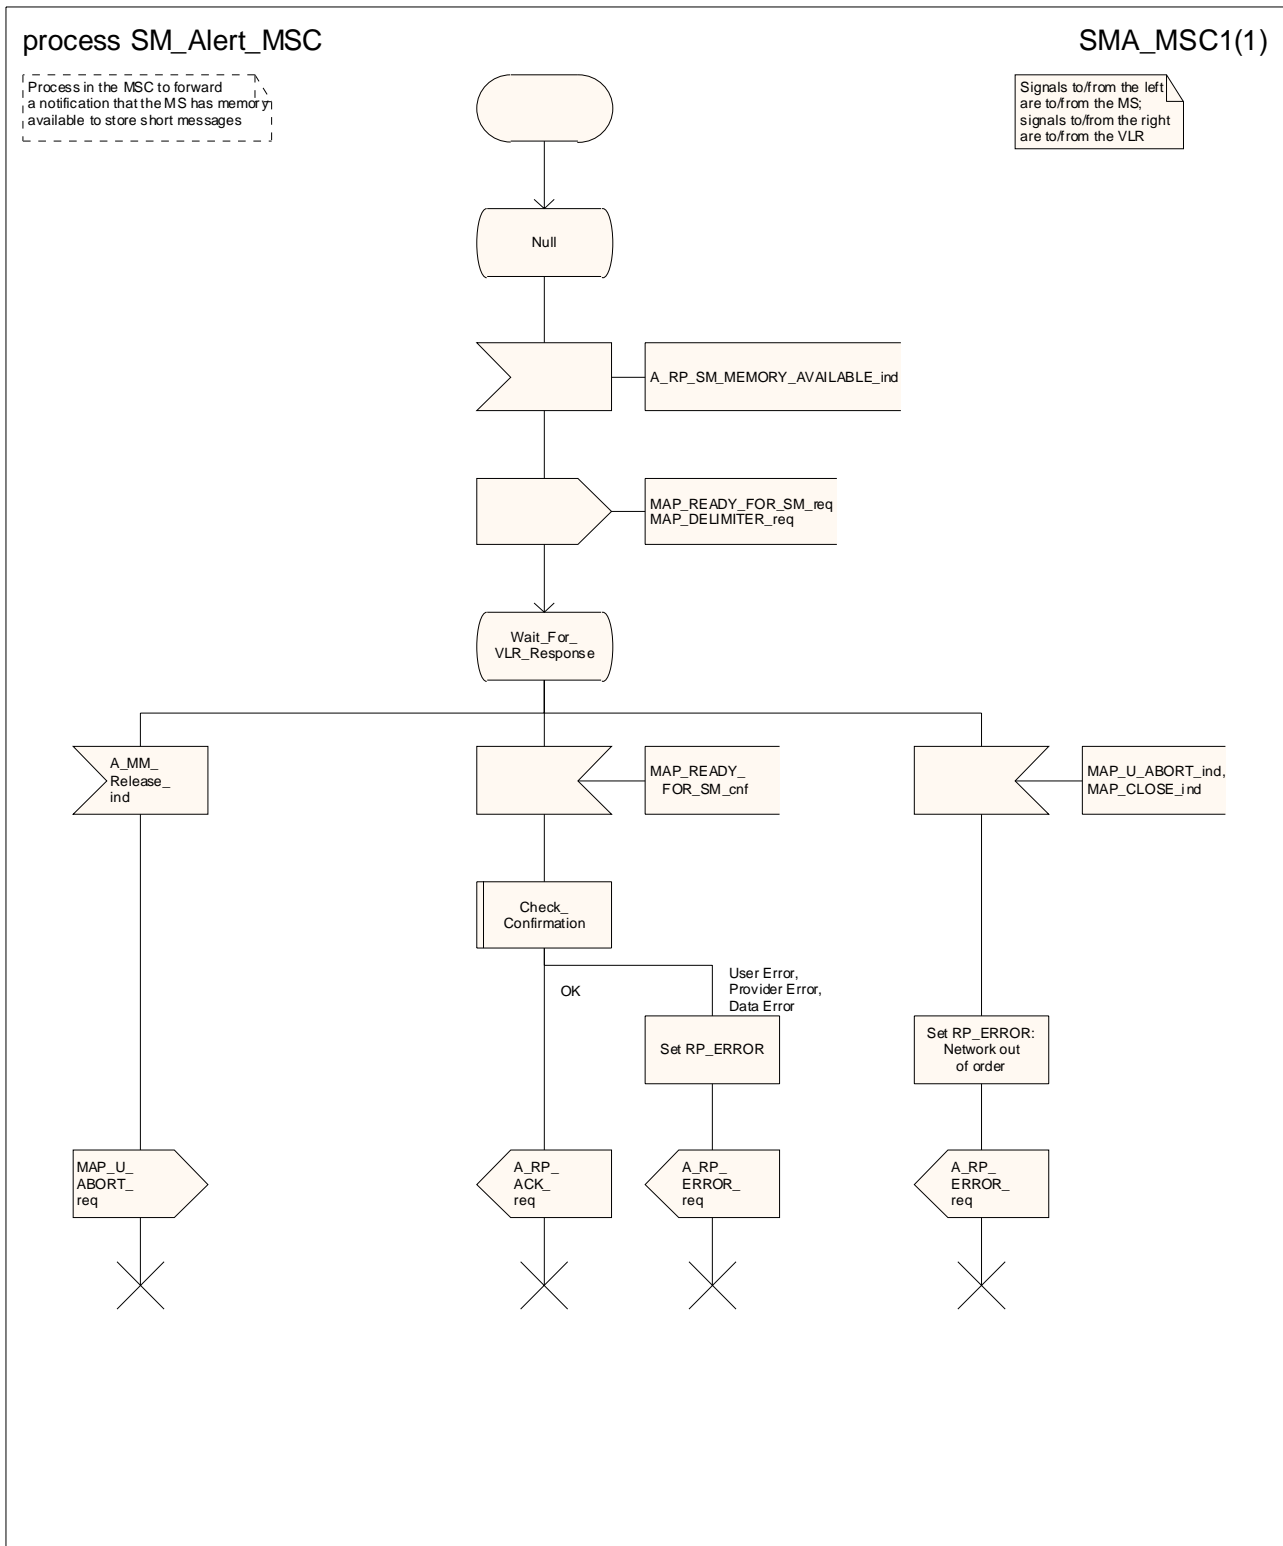 process SM_Alert_MSC
SMA_MSC1(1)
Process in the MSC to forward
a notification that the MS has memory
available to store short messages
Signals to/from the left
are to/from the MS;
signals to/from the right
are to/from the VLR
Null
A_RP_SM_MEMORY_AVAILABLE_ind
MAP_READY_FOR_SM_req
MAP_DELIMITER_req
Wait_For_
VLR_Response
A_MM_
Release_
ind
MAP_READY_
FOR_SM_cnf
MAP_U_ABORT_ind,
MAP_CLOSE_ind
Check_
Confirmation
OK
User Error,
Provider Error,
Data Error
Set RP_ERROR
Set RP_ERROR:
Network out
of order
MAP_U_
ABORT_
req
A_RP_
ACK_
req
A_RP_
ERROR_
req
A_RP_
ERROR_
req